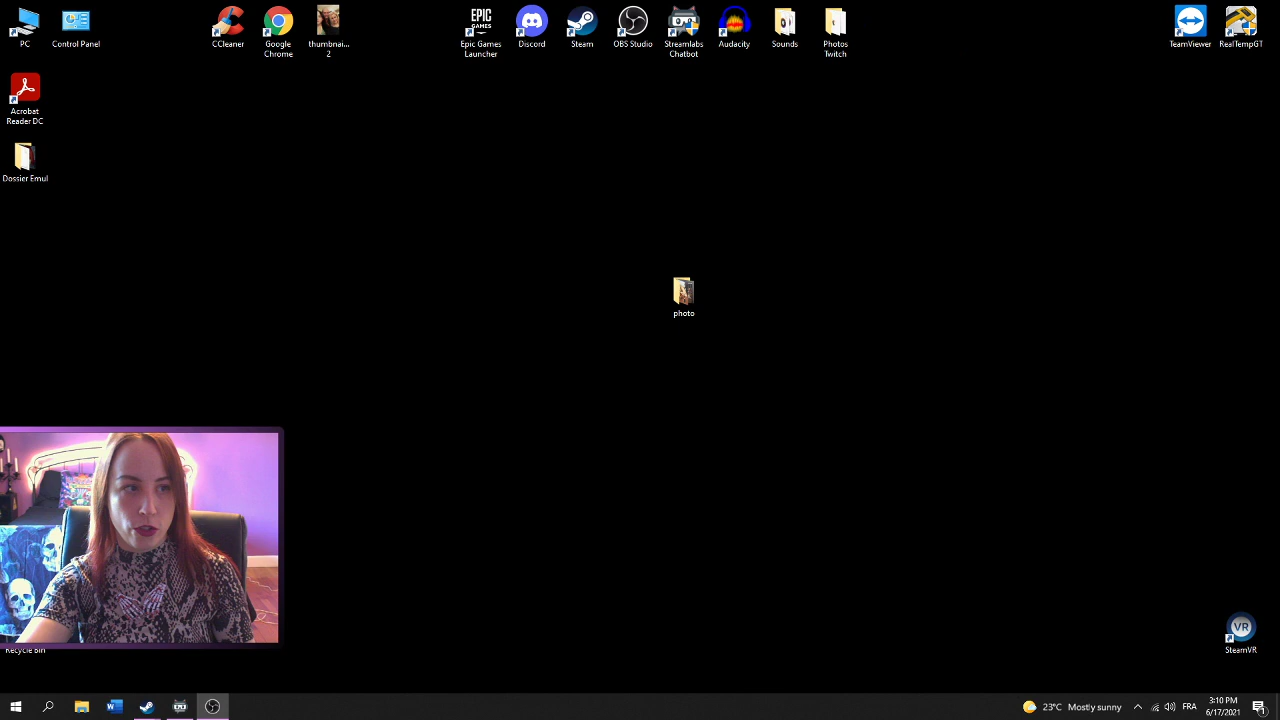 PC
Control Panel
CCleaner
Google
Chrome
thumbnai...
2
EPIC
GAMES
Epic Games
Launcher
Discord
Steam
OBS Studio
Streamlabs
Chatbot
Audacity
Sounds
Photos
Twitch
TeamViewer
RealTempGT
Acrobat
Reader DC
Dossier Emul
photo
Recycle Bin
VR
SteamVR
23°C Mostly sunny
FRA
3:10 PM
6/17/2021
1